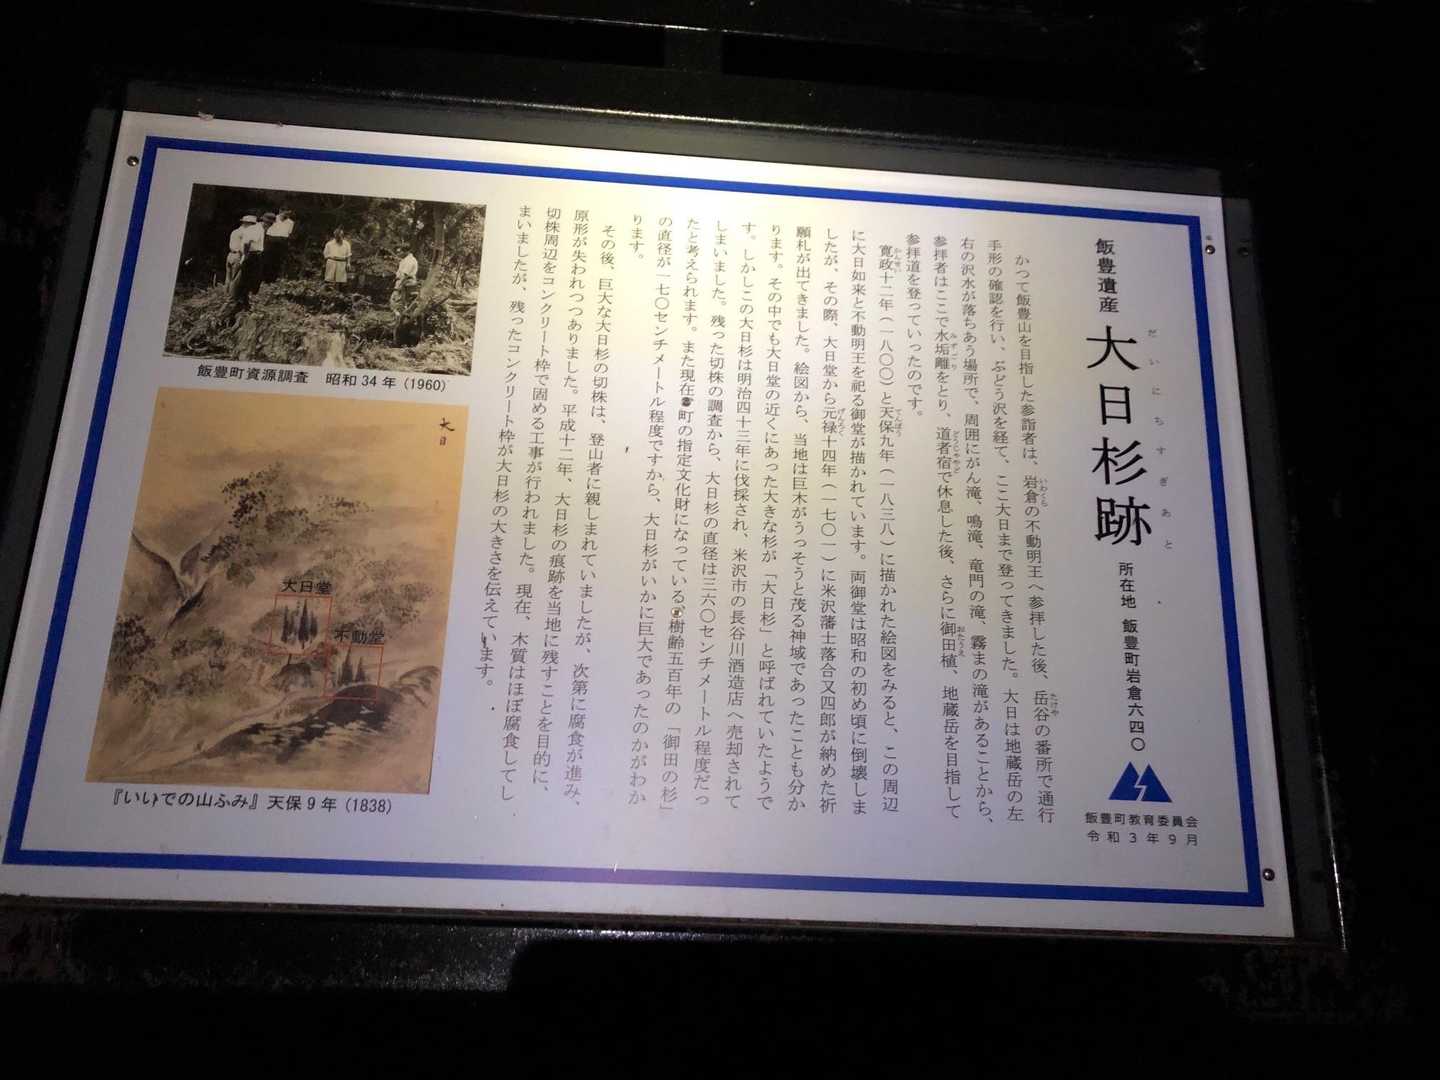 飯豊遺産
だいにちすぎあと
大日杉跡
所在地 飯豊町岩倉六四〇
飯豊町教育委員会
令和3年9月
かつて飯豊山を目指した参詣者は、岩倉の不動明王へ参拝した後、岳谷の番所で通行
手形の確認を行い、ぶどう沢を経て、ここ大日まで登ってきました。大日は地蔵岳の左
右の沢水が落ちあう場所で、周囲にがん滝、鳴滝、竜門の滝、霧まの滝があることから、
参拝者はここで水垢離をとり、道者宿で休息した後、さらに御田植、地蔵岳を目指して
参拝道を登っていったのです。
寛政十二年（一八〇〇）と天保九年（一八三八）に描かれた絵図をみると、この周辺
に大日如来と不動明王を祀る御堂が描かれています。両御堂は昭和の初め頃に倒壊しま
したが、その際、大日堂から元禄十四年（一七〇一）に米沢藩士落合又四郎が納めた祈
願札が出てきました。絵図から、当地は巨木がうっそうと茂る神域であったことも分か
ります。その中でも大日堂の近くにあった大きな杉が「大日杉」と呼ばれていたようで
す。しかしこの大日杉は明治四十三年に伐採され、米沢市の長谷川酒造店へ売却されて
しまいました。残った切株の調査から、大日杉の直径は三六〇センチメートル程度だっ
たと考えられます。また現在町の指定文化財になっている樹齢五百年の「御田の杉」
の直径が一七〇センチメートル程度ですから、大日杉がいかに巨大であったのかがわか
ります。
その後、巨大な大日杉の切株は、登山者に親しまれていましたが、次第に腐食が進み、
原形が失われつつありました。平成十二年、大日杉の痕跡を当地に残すことを目的に、
切株周辺をコンクリート枠で固める工事が行われました。現在、木質はほぼ腐食してし
まいましたが、残ったコンクリート枠が大日杉の大きさを伝えています。
飯豊町資源調査 昭和34年（1960）
大日
大日堂
不動堂
『いいでの山ふみ』天保9年（1838）